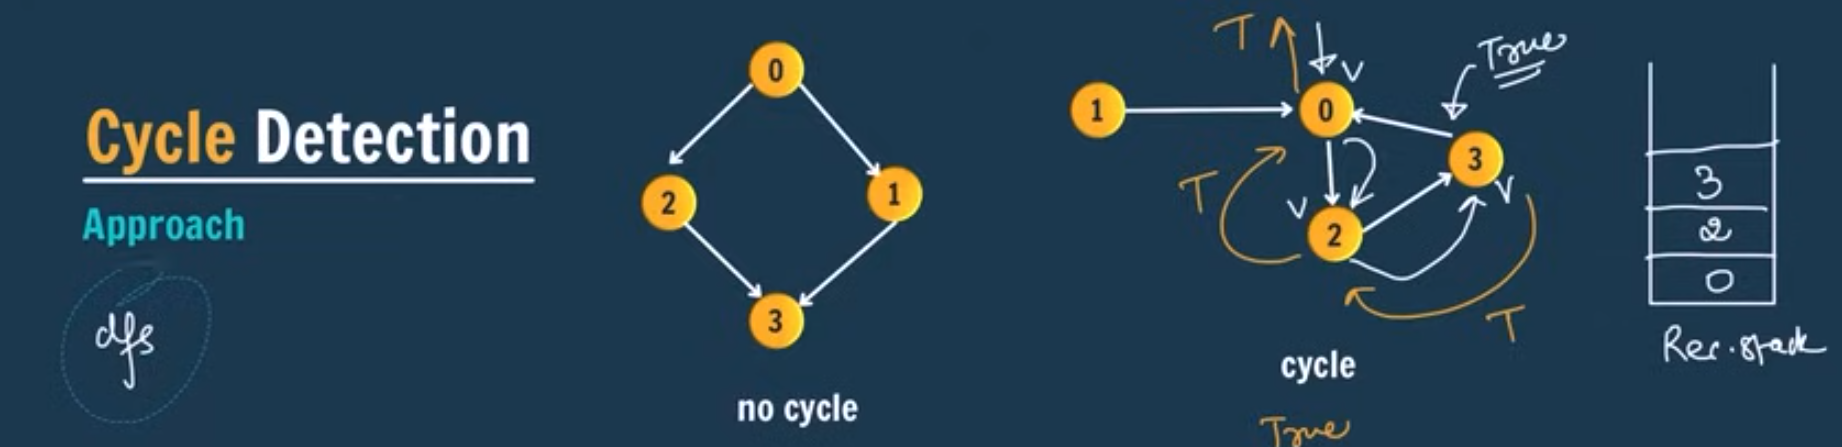 Cycle Detection
Approach
dfs
0
2
1
3
no cycle
T
True
V
1
0
3
V
T
V
2
T
cycle
True
3
2
0
Rec. stack